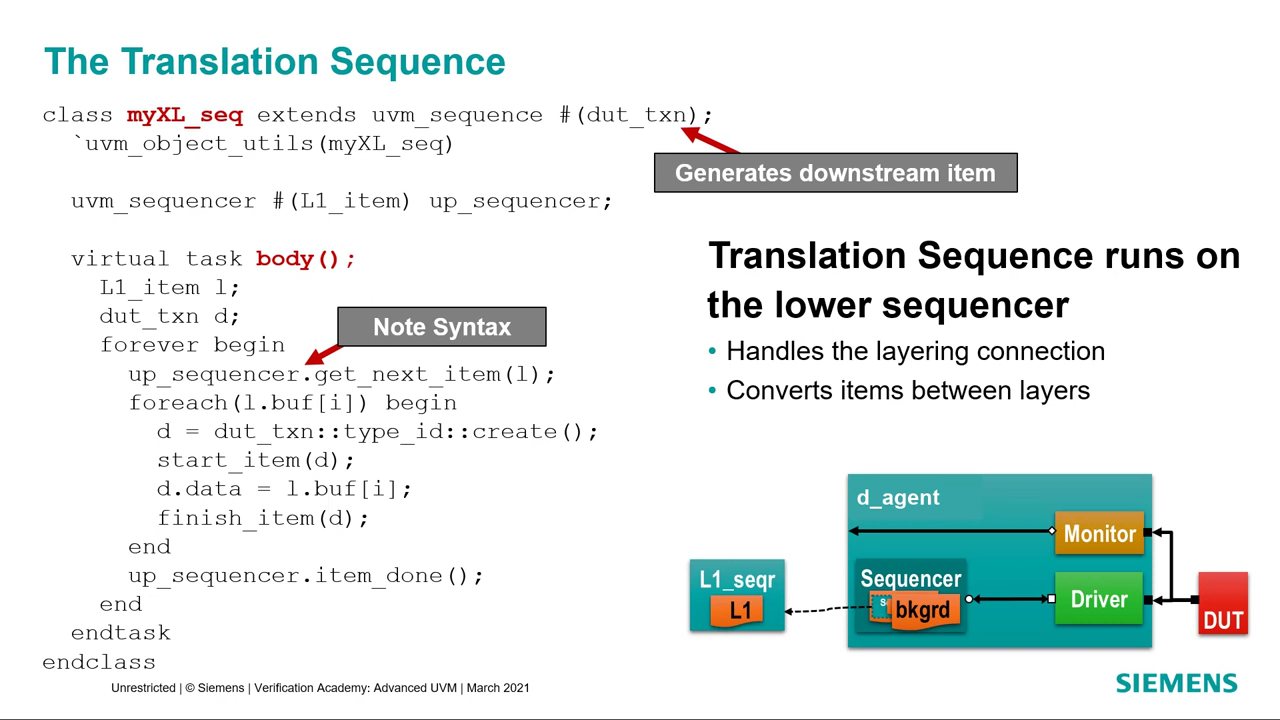 The Translation Sequence
class myXL_seq extends uvm_sequence #(dut_txn);
`uvm_object_utils(myXL_seq)
Generates downstream item
uvm_sequencer #(L1_item) up_sequencer;
virtual task body();
L1_item l;
dut_txn d;
forever begin
Note Syntax
up_sequencer.get_next_item(l);
foreach(l.buf[i]) begin
d = dut_txn::type_id::create();
start_item(d);
d.data = l.buf[i];
finish_item(d);
end
up_sequencer.item_done();
end
endtask
endclass
Translation Sequence runs on
the lower sequencer
• Handles the layering connection
• Converts items between layers
d_agent
Monitor
L1_seqr
L1
Sequencer
bkgrd
Driver
DUT
Unrestricted | © Siemens | Verification Academy: Advanced UVM | March 2021
SIEMENS